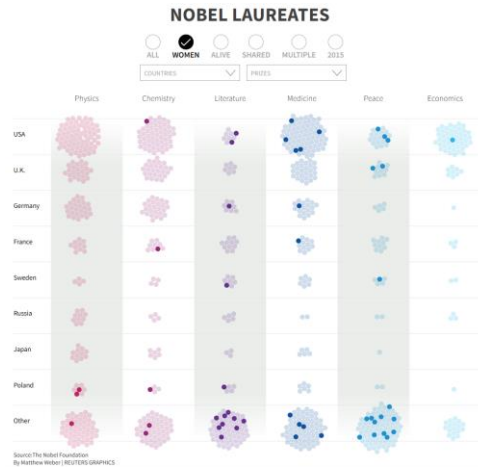 NOBEL LAUREATES
ALL WOMEN ALIVE SHARED MULTIPLE 2015
COUNTRIES PRIZES
Physics Chemistry Literature Medicine Peace Economics
USA
U.K.
Germany
France
Sweden
Russia
Japan
Poland
Other
Source:The Nobel Foundation
By Matthew Weber | REUTERS GRAPHICS